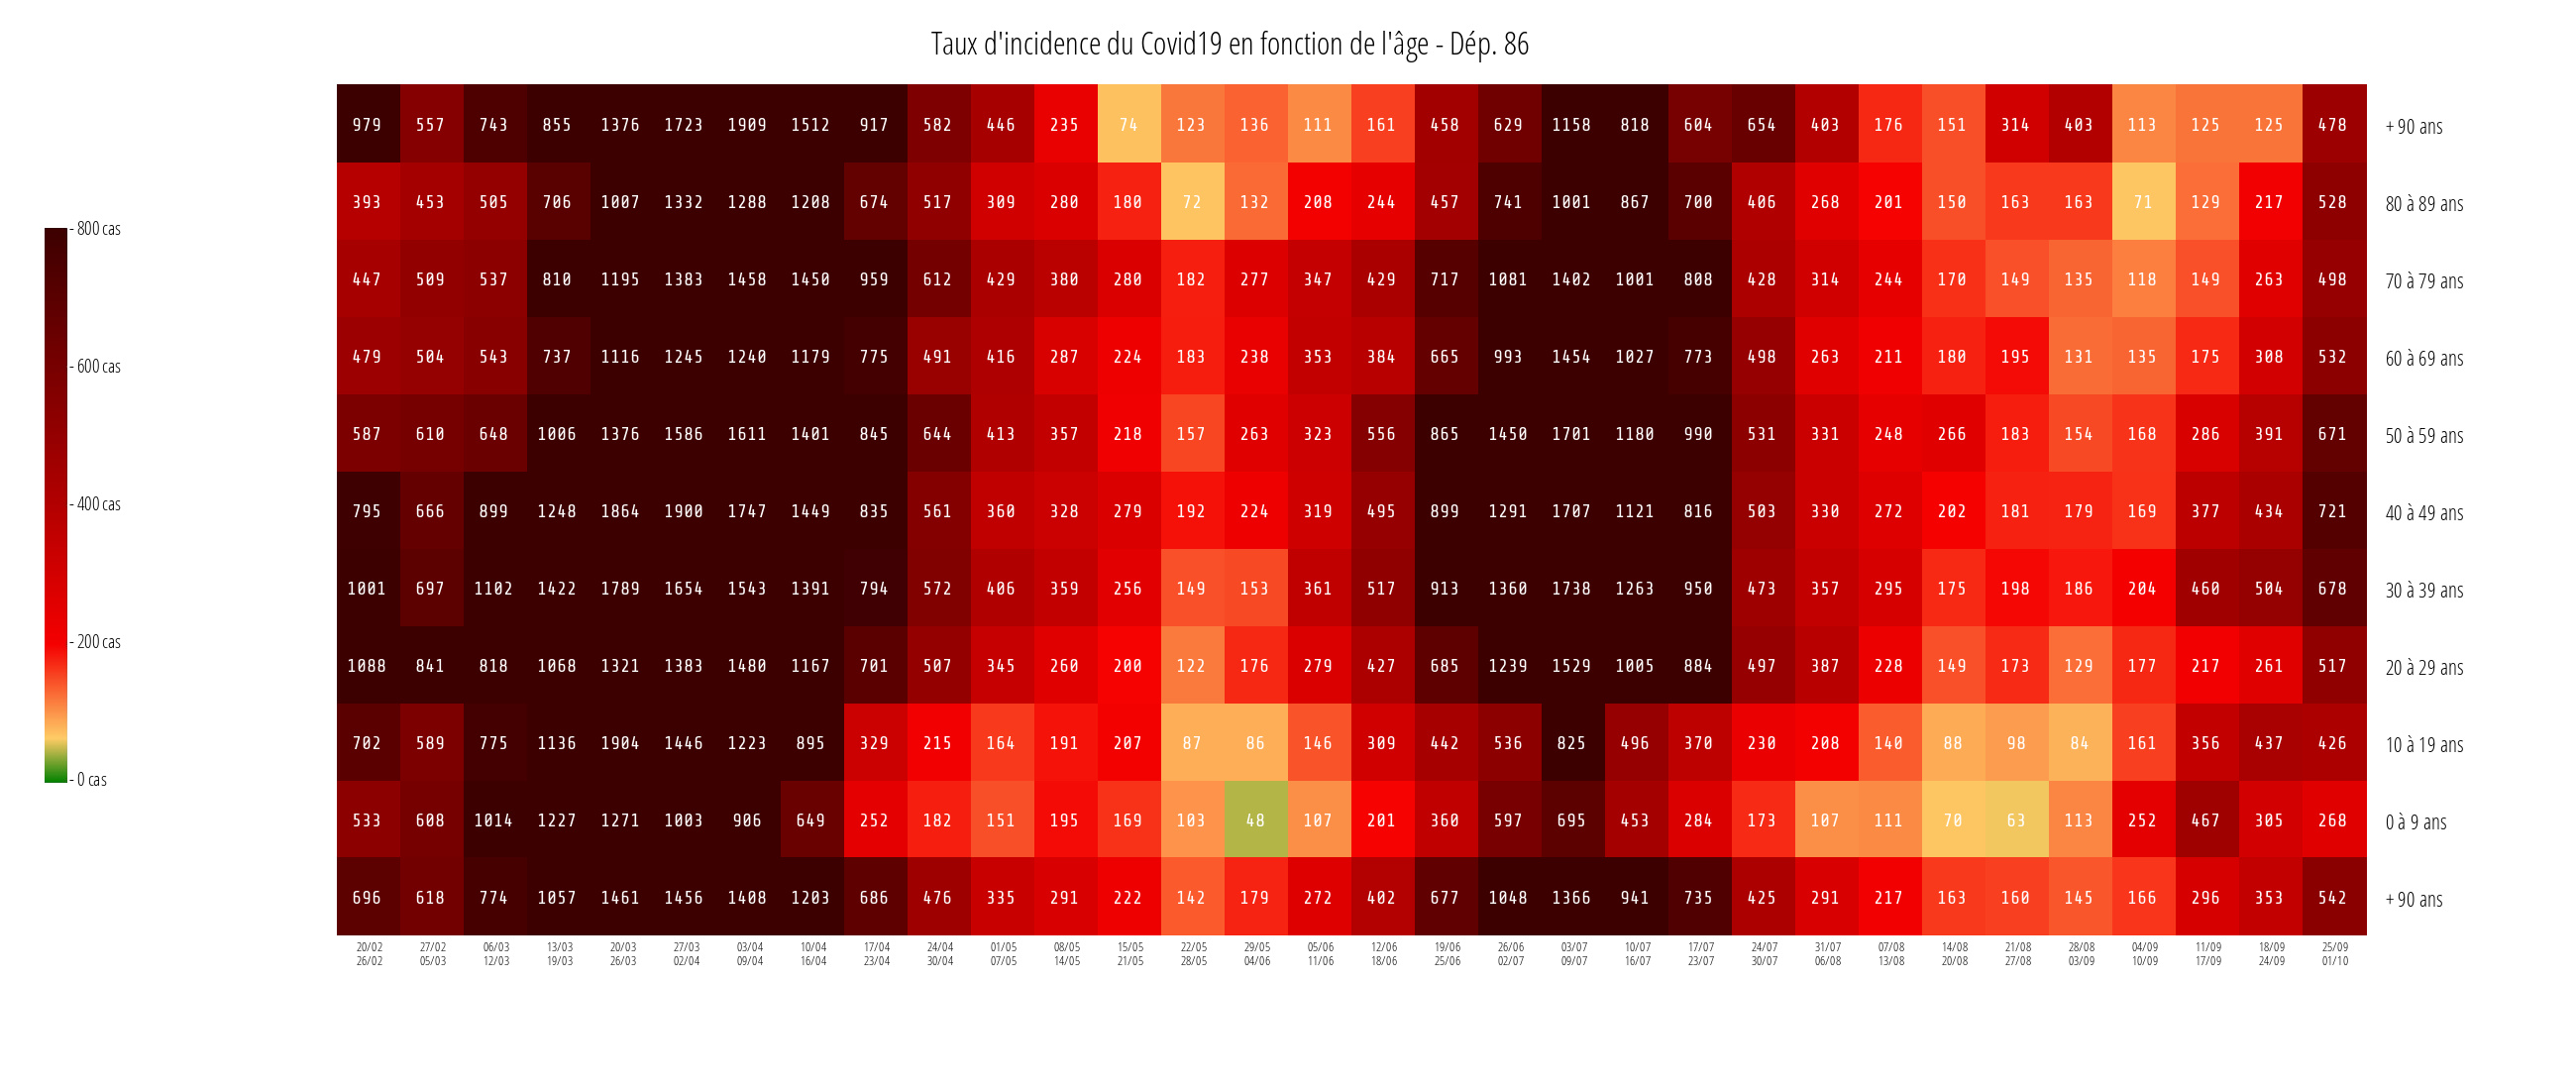 Taux d'incidence du Covid19 en fonction de l'âge - Dép. 86
- 800 cas
- 600 cas
- 400 cas
- 200 cas
- 0 cas
979 557 743 855 1376 1723 1909 1512 917 582 446 235 74 123 136 111 161 458 629 1158 818 604 654 403 176 151 314 403 113 125 125 478 + 90 ans
393 453 505 706 1007 1332 1288 1208 674 517 309 280 180 72 132 208 244 457 741 1001 867 700 406 268 201 150 163 163 71 129 217 528 80 à 89 ans
447 509 537 810 1195 1383 1458 1450 959 612 429 380 280 182 277 347 429 717 1081 1402 1001 808 428 314 244 170 149 135 118 149 263 498 70 à 79 ans
479 504 543 737 1116 1245 1240 1179 775 491 416 287 224 183 238 353 384 665 993 1454 1027 773 498 263 211 180 195 131 135 175 308 532 60 à 69 ans
587 610 648 1006 1376 1586 1611 1401 845 644 413 357 218 157 263 323 556 865 1450 1701 1180 990 531 331 248 266 183 154 168 286 391 671 50 à 59 ans
795 666 899 1248 1864 1900 1747 1449 835 561 360 328 279 192 224 319 495 899 1291 1707 1121 816 503 330 272 202 181 179 169 377 434 721 40 à 49 ans
1001 697 1102 1422 1789 1654 1543 1391 794 572 406 359 256 149 153 361 517 913 1360 1738 1263 950 473 357 295 175 198 186 204 460 504 678 30 à 39 ans
1088 841 818 1068 1321 1383 1480 1167 701 507 345 260 200 122 176 279 427 685 1239 1529 1005 884 497 387 228 149 173 129 177 217 261 517 20 à 29 ans
702 589 775 1136 1904 1446 1223 895 329 215 164 191 207 87 86 146 309 442 536 825 496 370 230 208 140 88 98 84 161 356 437 426 10 à 19 ans
533 608 1014 1227 1271 1003 906 649 252 182 151 195 169 103 48 107 201 360 597 695 453 284 173 107 111 70 63 113 252 467 305 268 0 à 9 ans
696 618 774 1057 1461 1456 1408 1203 686 476 335 291 222 142 179 272 402 677 1048 1366 941 735 425 291 217 163 160 145 166 296 353 542 + 90 ans
20/02 27/02 06/03 13/03 20/03 27/03 03/04 10/04 17/04 24/04 01/05 08/05 15/05 22/05 29/05 05/06 12/06 19/06 26/06 03/07 10/07 17/07 24/07 31/07 07/08 14/08 21/08 28/08 04/09 11/09 18/09 25/09
26/02 05/03 12/03 19/03 26/03 02/04 09/04 16/04 23/04 30/04 07/05 14/05 21/05 28/05 04/06 11/06 18/06 25/06 02/07 09/07 16/07 23/07 30/07 06/08 13/08 20/08 27/08 03/09 10/09 17/09 24/09 01/10